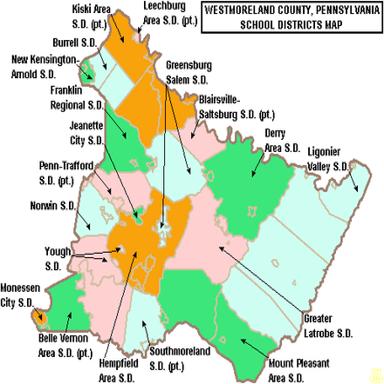 WESTMORELAND COUNTY, PENNSYLVANIA
SCHOOL DISTRICTS MAP
Kiski Area
S.D. (pt.)
Leechburg
Area S.D. (pt.)
Burrell S.D.
New Kensington-
Arnold S.D.
Greensburg
Salem S.D.
Franklin
Regional S.D.
Blairsville-
Saltsburg S.D. (pt.)
Jeanette
City S.D.
Derry
Area S.D.
Ligonier
Valley S.D.
Penn-Trafford
S.D. (pt.)
Norwin S.D.
Yough
S.D.
Monessen
City S.D.
Greater
Latrobe S.D.
Belle Vernon
Area S.D. (pt.)
Southmoreland
S.D. (pt.)
Hempfield
Area S.D.
Mount Pleasant
Area S.D.